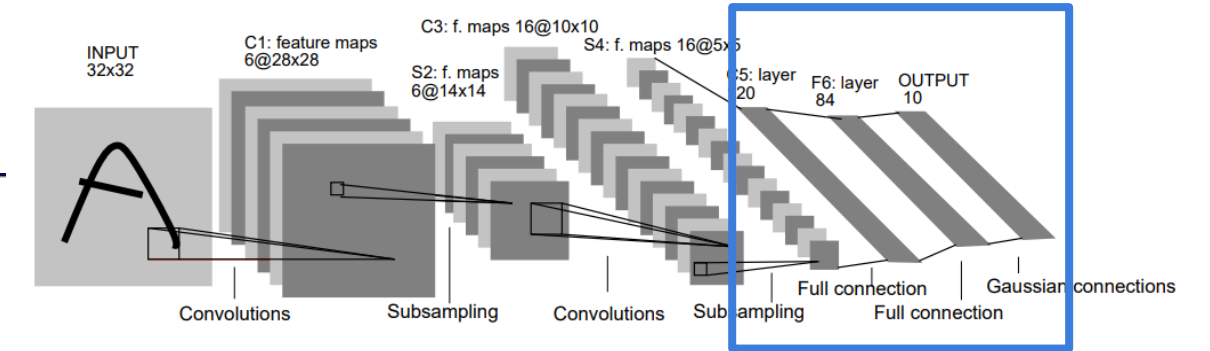 INPUT
32x32
C1: feature maps
6@28x28
S2: f. maps
6@14x14
C3: f. maps 16@10x10
S4: f. maps 16@5x5
C5: layer
120
F6: layer
84
OUTPUT
10
Convolutions
Subsampling
Convolutions
Subsampling
Full connection
Full connection
Gaussian connections